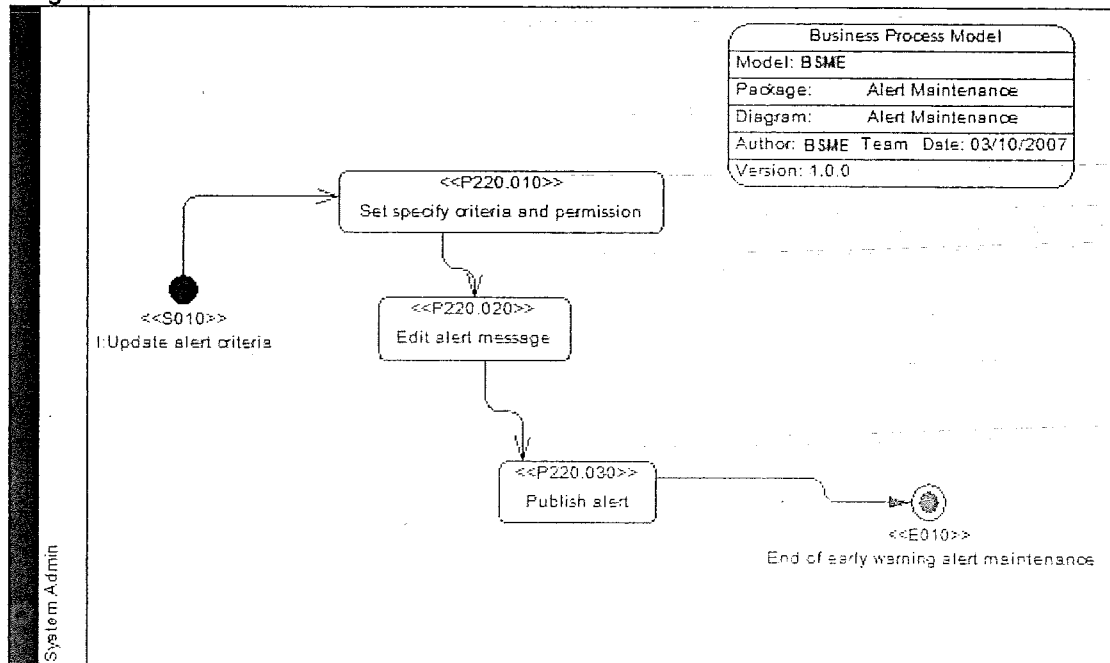 Business Process Model
Model: BSME
Package: Alert Maintenance
Diagram: Alert Maintenance
Author: BSME Team Date: 03/10/2007
Version: 1.0.0
<<P220.010>>
Set specify criteria and permission
<<S010>>
I:Update alert criteria
<<P220.020>>
Edit alert message
<<P220.030>>
Publish alert
<<E010>>
End of early warning alert maintenance
System Admin